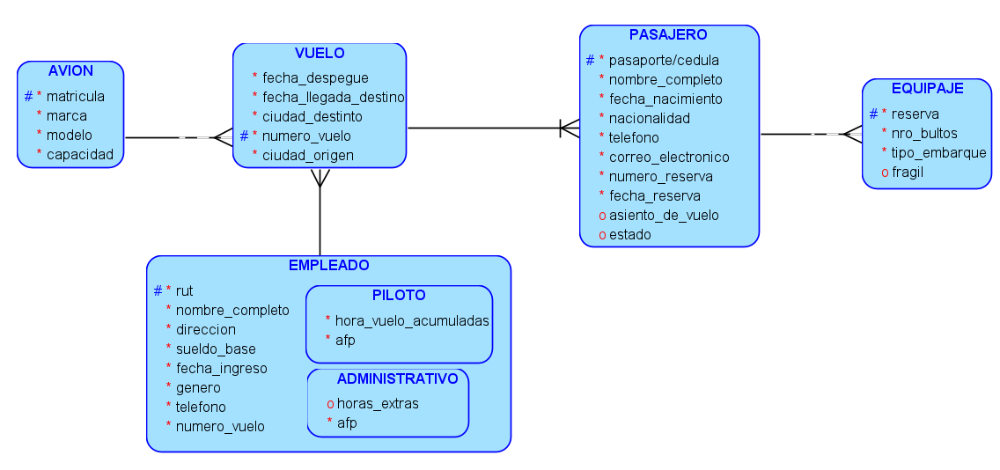 AVION
# * matricula
* marca
* modelo
* capacidad
VUELO
* fecha_despegue
* fecha_llegada_destino
* ciudad_destinto
# * numero_vuelo
* ciudad_origen
PASAJERO
# * pasaporte/cedula
* nombre_completo
* fecha_nacimiento
* nacionalidad
* telefono
* correo_electronico
* numero_reserva
* fecha_reserva
o asiento_de_vuelo
o estado
EQUIPAJE
# * reserva
* nro_bultos
* tipo_embarque
o fragil
EMPLEADO
# * rut
* nombre_completo
* direccion
* sueldo_base
* fecha_ingreso
* genero
* telefono
* numero_vuelo
PILOTO
* hora_vuelo_acumuladas
* afp
ADMINISTRATIVO
o horas_extras
* afp